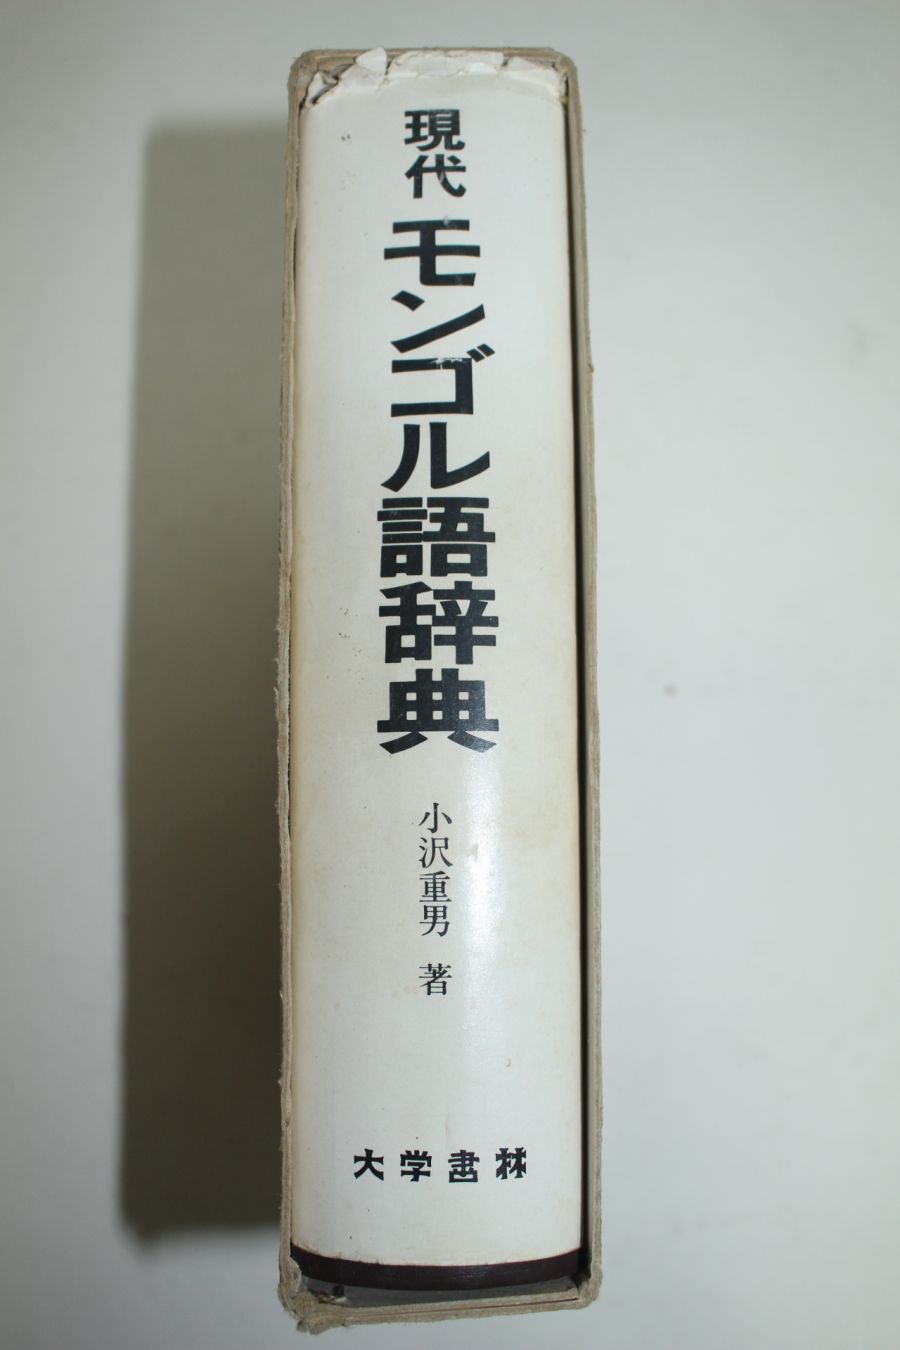 現代
モンゴル語辞典
小沢重男 著
大学書林